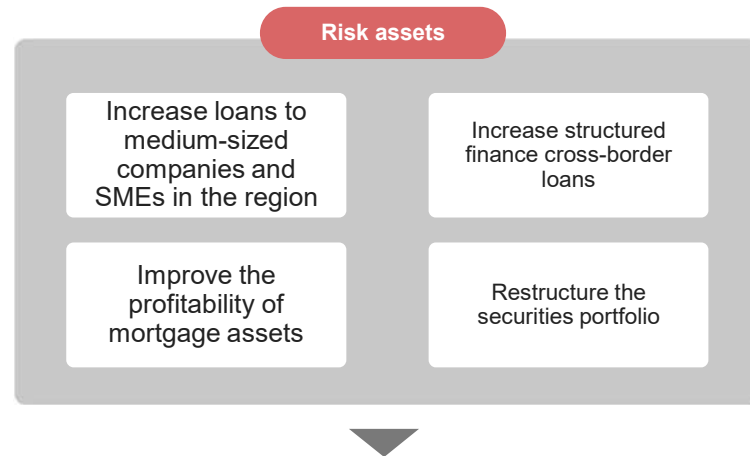 Risk assets
Increase loans to
medium-sized
companies and
SMEs in the region
Increase structured
finance cross-border
loans
Improve the
profitability of
mortgage assets
Restructure the
securities portfolio